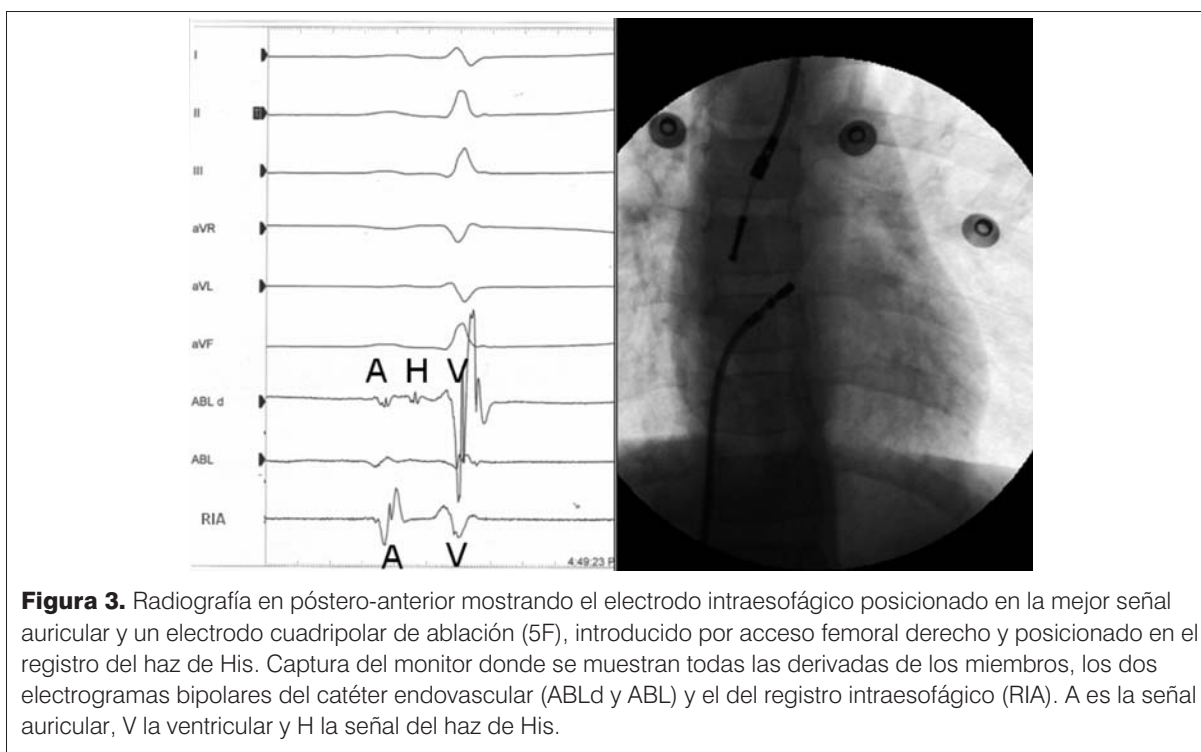 I
II
III
aVR
aVL
aVF
A H V
ABL d
ABL
RIA
A V
4:49:23 P
Figura 3. Radiografía en póstero-anterior mostrando el electrodo intraesofágico posicionado en la mejor señal
auricular y un electrodo cuadripolar de ablación (5F), introducido por acceso femoral derecho y posicionado en el
registro del haz de His. Captura del monitor donde se muestran todas las derivadas de los miembros, los dos
electrogramas bipolares del catéter endovascular (ABLd y ABL) y el del registro intraesofágico (RIA). A es la señal
auricular, V la ventricular y H la señal del haz de His.